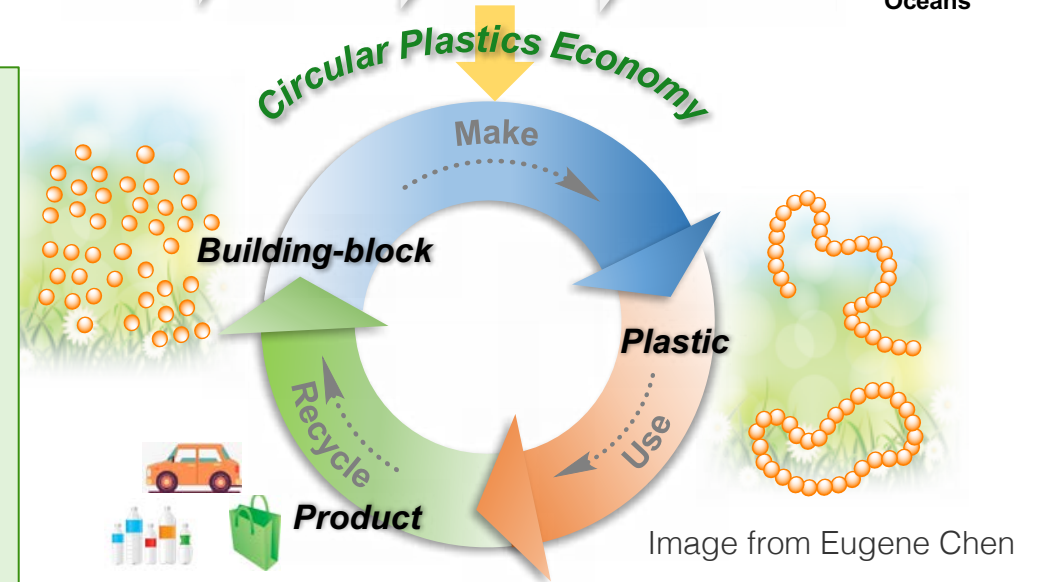 Oceans
Circular Plastics Economy
Make
Building-block
Plastic
Use
Recycle
Product
Image from Eugene Chen